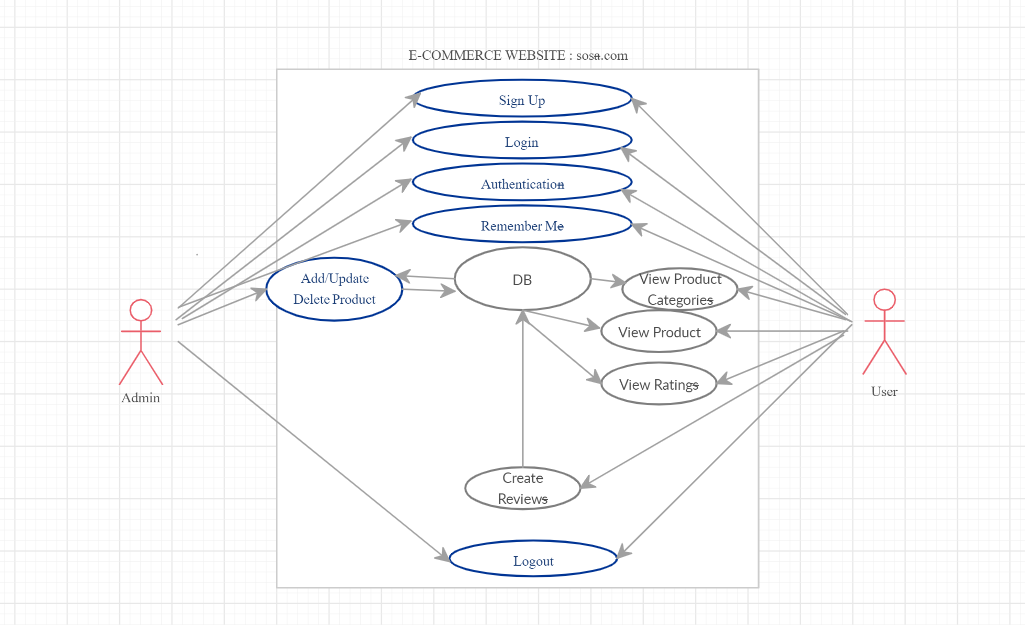 E-COMMERCE WEBSITE : sosa.com
Sign Up
Login
Authentication
Remember Me
Add/Update
Delete Product
DB
View Product
Categories
View Product
View Ratings
Admin
User
Create
Reviews
Logout